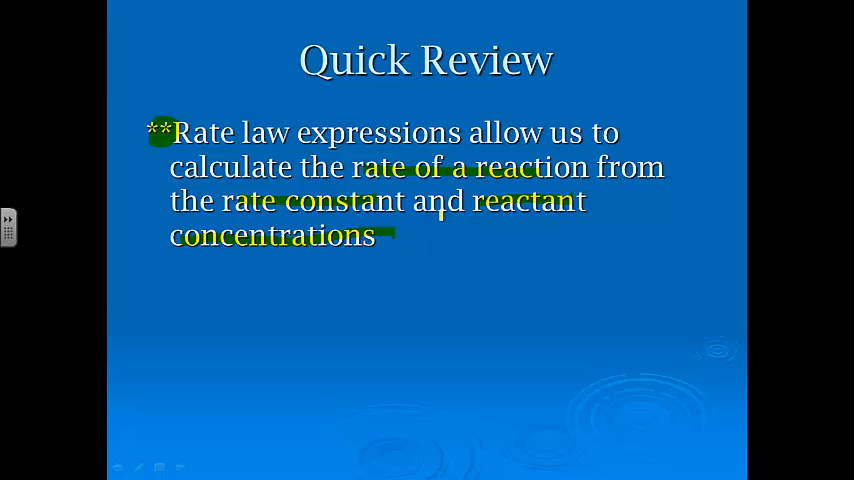 Quick Review
**Rate law expressions allow us to
calculate the rate of a reaction from
the rate constant and reactant
concentrations